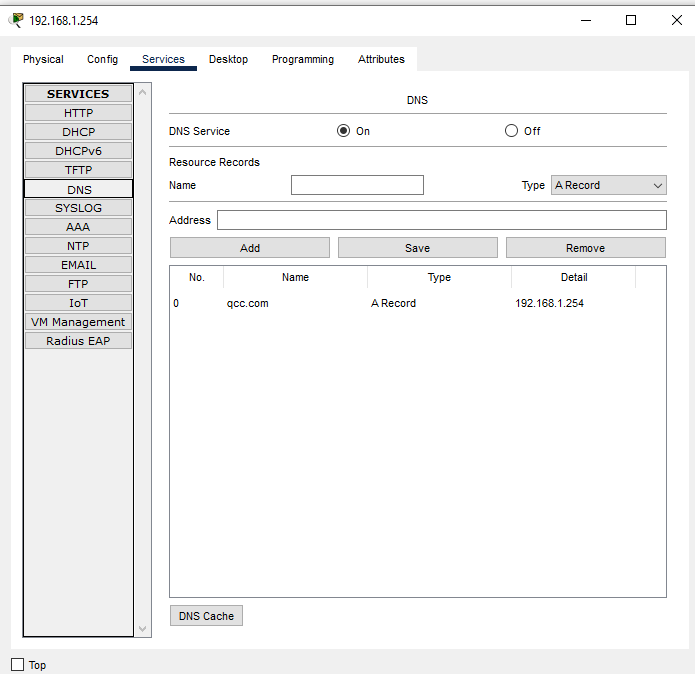 192.168.1.254
Physical Config Services Desktop Programming Attributes
SERVICES
HTTP
DHCP
DHCPv6
TFTP
DNS
SYSLOG
AAA
NTP
EMAIL
FTP
IoT
VM Management
Radius EAP
DNS
DNS Service On Off
Resource Records
Name Type A Record
Address
Add Save Remove
No. Name Type Detail
0 qcc.com A Record 192.168.1.254
DNS Cache
Top